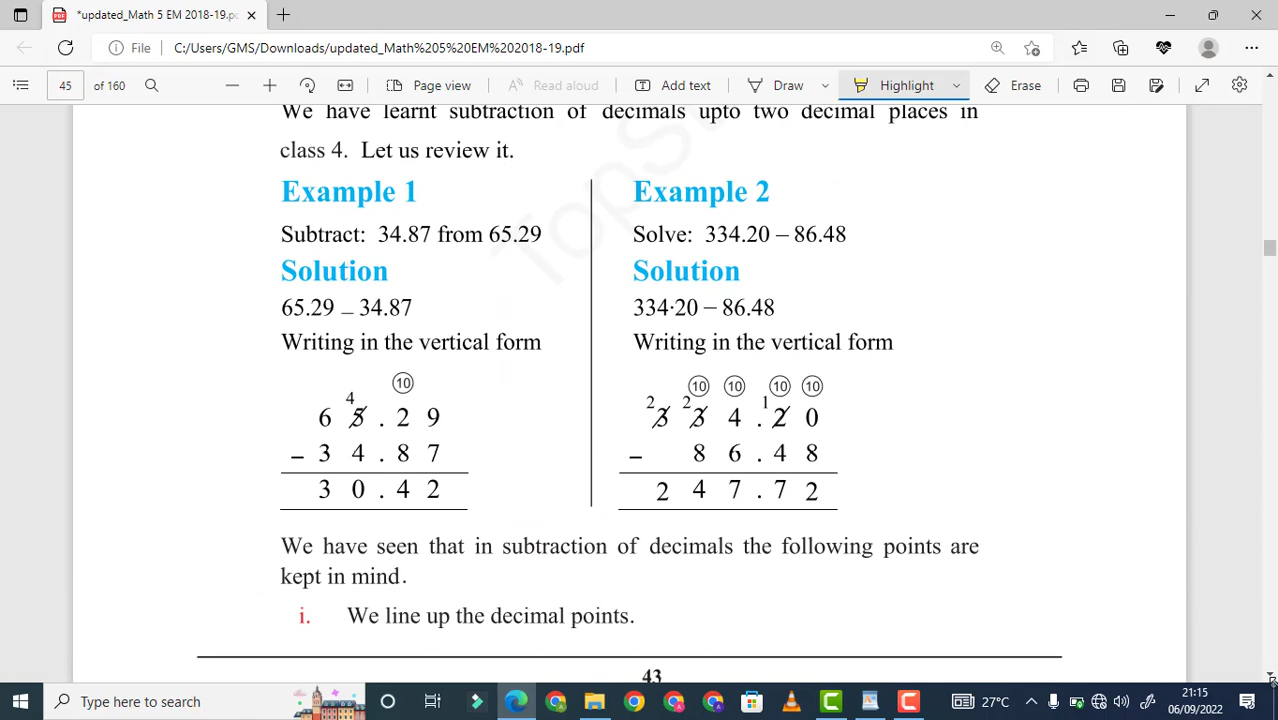 *updated_Math 5 EM 2018-19.pdf
File C:/Users/GMS/Downloads/updated_Math%205%20EM%202018-19.pdf
45 of 160 Page view Read aloud Add text Draw Highlight Erase
We have learnt subtraction of decimals upto two decimal places in
class 4. Let us review it.
Example 1
Subtract: 34.87 from 65.29
Solution
65.29 – 34.87
Writing in the vertical form
4 10
6 5 . 2 9
– 3 4 . 8 7
3 0 . 4 2
Example 2
Solve: 334.20 – 86.48
Solution
334·20 – 86.48
Writing in the vertical form
2 2 10 10 1 10 10
3 3 4 . 2 0
– 8 6 . 4 8
2 4 7 . 7 2
We have seen that in subtraction of decimals the following points are
kept in mind.
i. We line up the decimal points.
43
Type here to search
27°C
21:15
06/09/2022